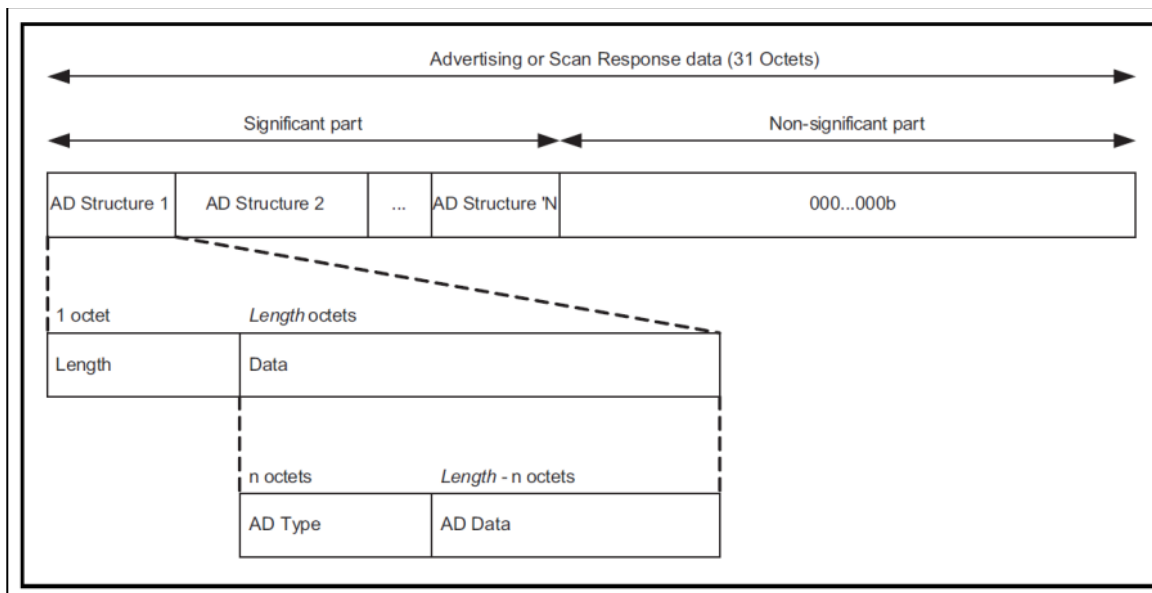 Advertising or Scan Response data (31 Octets)
Significant part
Non-significant part
AD Structure 1
AD Structure 2
...
AD Structure 'N
000...000b
1 octet
Length octets
Length
Data
n octets
Length - n octets
AD Type
AD Data